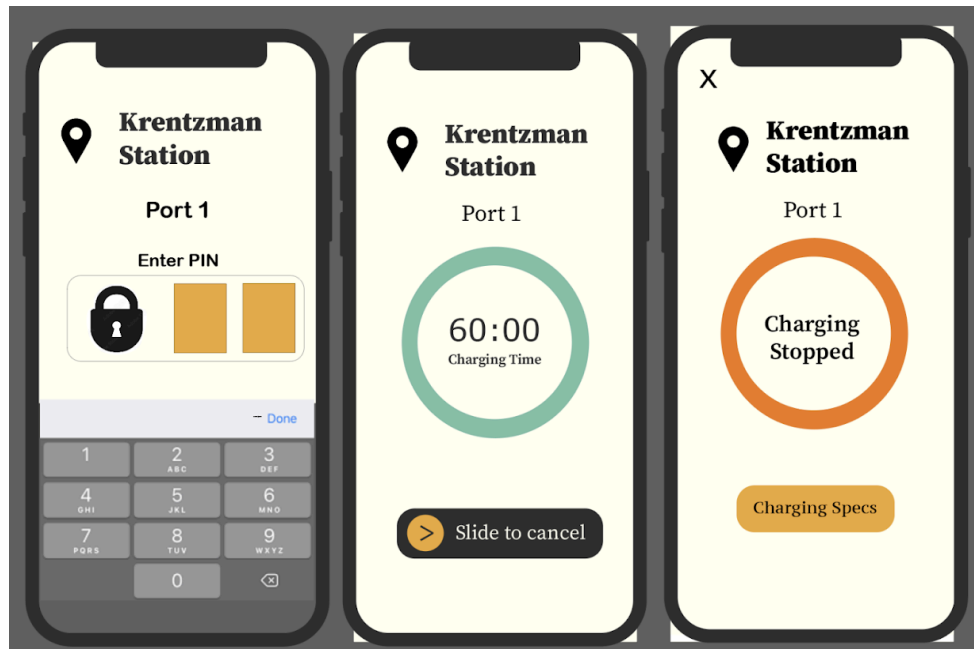 Krentzman
Station
Port 1
Enter PIN
– Done
1
2
ABC
3
DEF
4
GHI
5
JKL
6
MNO
7
PQRS
8
TUV
9
WXYZ
0
Krentzman
Station
Port 1
60:00
Charging Time
> Slide to cancel
X
Krentzman
Station
Port 1
Charging
Stopped
Charging Specs